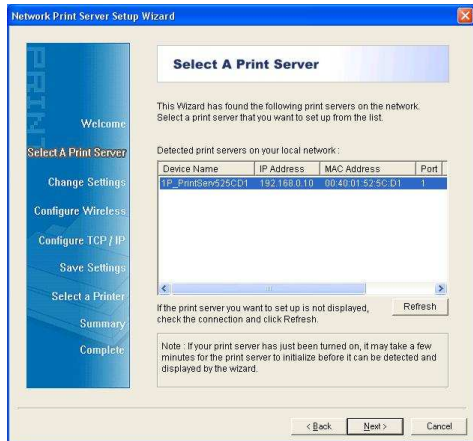 Network Print Server Setup Wizard
PRINT
Welcome
Select A Print Server
Change Settings
Configure Wireless
Configure TCP / IP
Save Settings
Select a Printer
Summary
Complete
Select A Print Server
This Wizard has found the following print servers on the network.
Select a print server that you want to set up from the list.
Detected print servers on your local network :
Device Name IP Address MAC Address Port
1P_PrintServ525CD1 192.168.0.10 00:40:01:52:5C:D1 1
If the print server you want to set up is not displayed,
check the connection and click Refresh.
Refresh
Note : If your print server has just been turned on, it may take a few
minutes for the print server to initialize before it can be detected and
displayed by the wizard.
< Back Next > Cancel